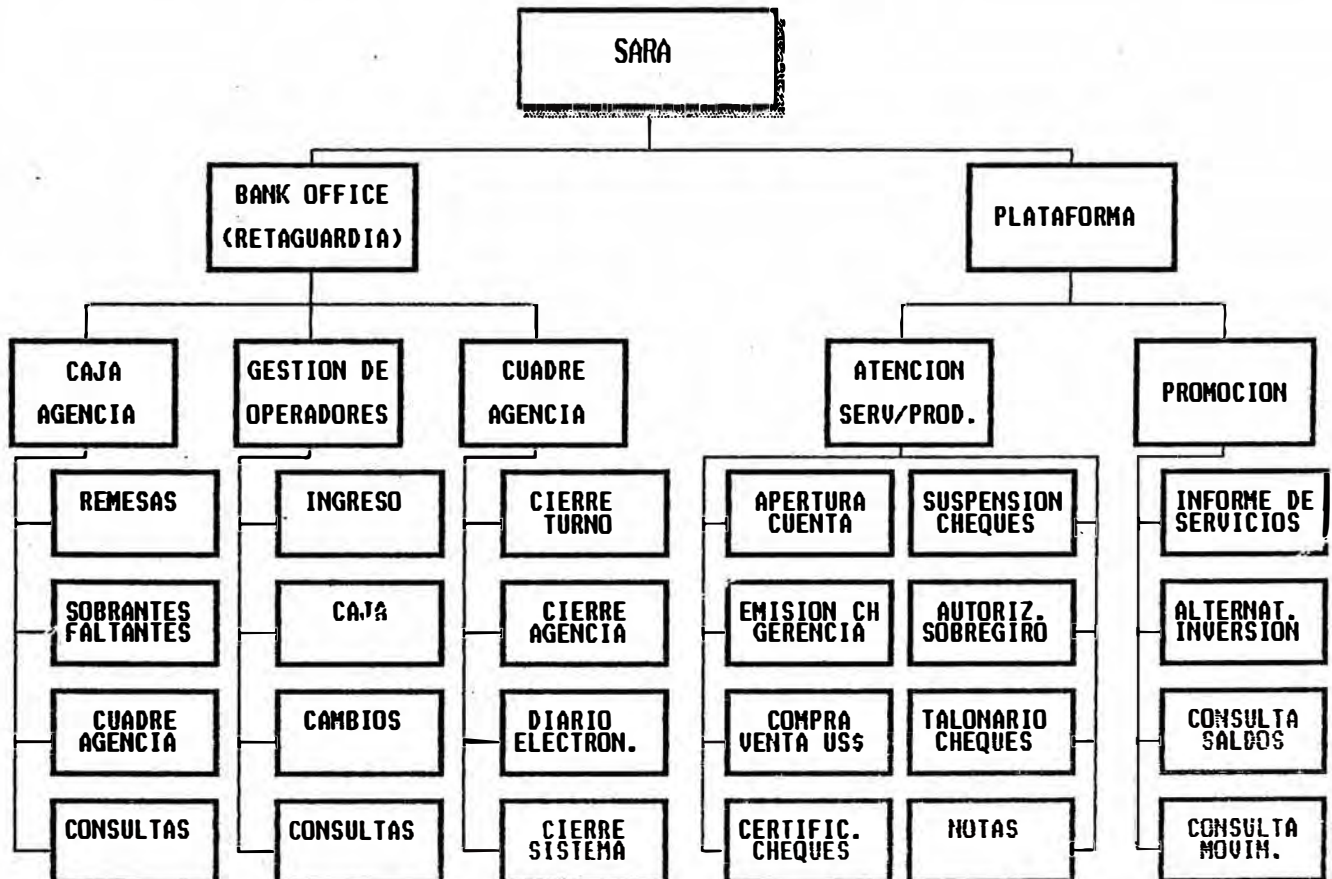 SARA
BANK OFFICE
(RETAGUARDIA)
PLATAFORMA
CAJA
AGENCIA
GESTION DE
OPERADORES
CUADRE
AGENCIA
ATENCION
SERV/PROD.
PROMOCION
REMESAS
SOBRANTES
FALTANTES
CUADRE
AGENCIA
CONSULTAS
INGRESO
CAJA
CAMBIOS
CONSULTAS
CIERRE
TURNO
CIERRE
AGENCIA
DIARIO
ELECTRON.
CIERRE
SISTEMA
APERTURA
CUENTA
EMISION CH
GERENCIA
COMPRA
VENTA US$
CERTIFIC.
CHEQUES
SUSPENSION
CHEQUES
AUTORIZ.
SOBREGIRO
TALONARIO
CHEQUES
NOTAS
INFORME DE
SERVICIOS
ALTERNAT.
INVERSION
CONSULTA
SALDOS
CONSULTA
MOVIM.